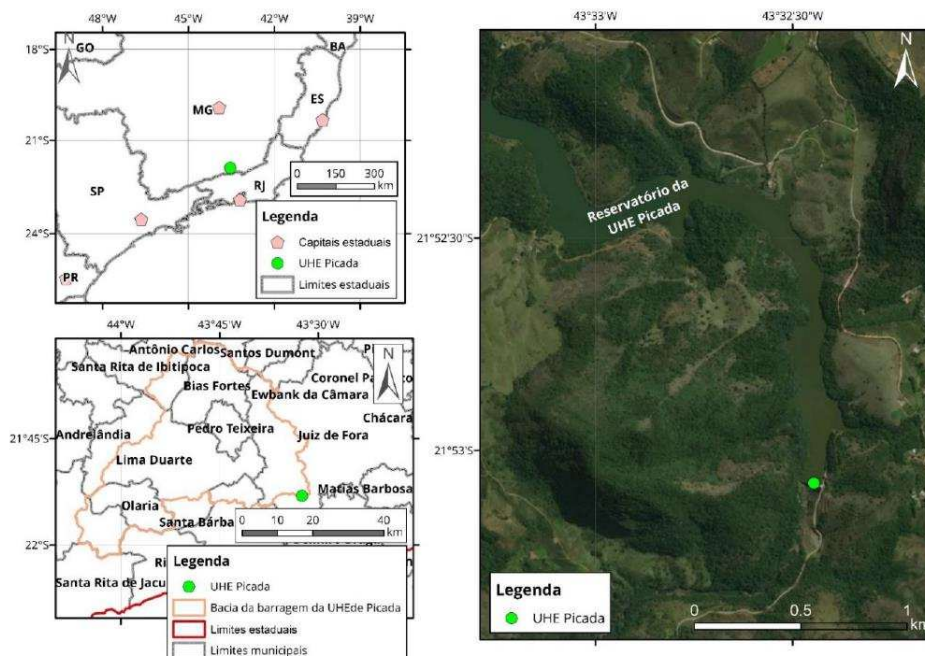 48°W 45°W 42°W 39°W
18°S
21°S
24°S
N
GO
BA
MG
ES
SP
RJ
PR
0 150 300
km
Legenda
Capitais estaduais
UHE Picada
Limites estaduais
44°W 43°45'W 43°30'W
21°45'S
22°S
N
Antônio Carlos
Santos Dumont
Santa Rita de Ibitipoca
Bias Fortes
Coronel Pa
Ewbank da Câmara
Chácara
Pedro Teixeira
Andrelândia
Juiz de Fora
Lima Duarte
Matias Barbosa
Olaria
Santa Bárba
0 10 20 40
km
Santa Rita de Jacu
Legenda
UHE Picada
Bacia da barragem da UHEde Picada
Limites estaduais
Limites municipais
43°33'W 43°32'30"W
21°52'30"S
21°53'S
N
Reservatório da
UHE Picada
Legenda
UHE Picada
0 0.5 1
km